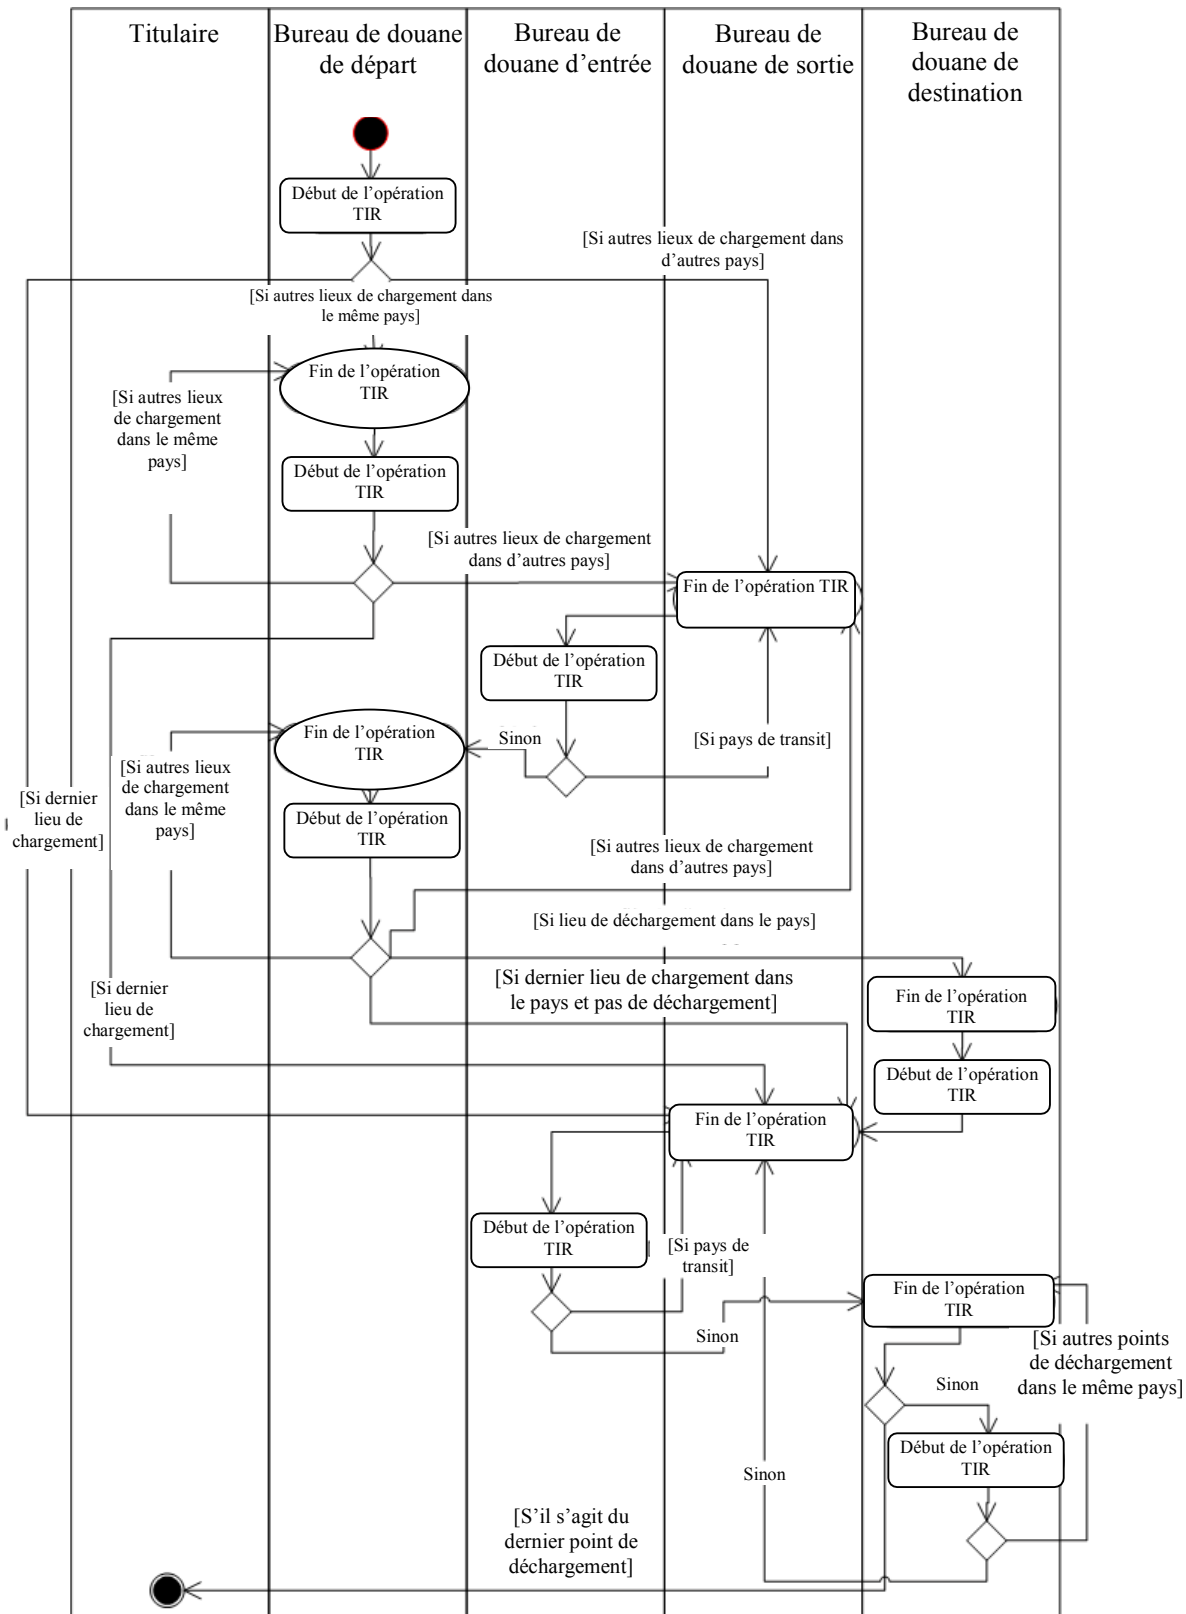 Titulaire
Bureau de douane
de départ
Bureau de
douane d’entrée
Bureau de
douane de sortie
Bureau de
douane de
destination
Début de l’opération
TIR
[Si autres lieux de chargement dans
d’autres pays]
[Si autres lieux de chargement dans
le même pays]
Fin de l’opération
TIR
[Si autres lieux
de chargement
dans le même
pays]
Début de l’opération
TIR
[Si autres lieux de chargement
dans d’autres pays]
Fin de l’opération TIR
Début de l’opération
TIR
Fin de l’opération
TIR
Sinon
[Si pays de transit]
[Si autres lieux
de chargement
dans le même
pays]
[Si dernier
lieu de
chargement]
Début de l’opération
TIR
[Si autres lieux de chargement
dans d’autres pays]
[Si lieu de déchargement dans le pays]
[Si dernier lieu de chargement dans
le pays et pas de déchargement]
[Si dernier
lieu de
chargement]
Fin de l’opération
TIR
Début de l’opération
TIR
Fin de l’opération
TIR
Début de l’opération
TIR
[Si pays de
transit]
Fin de l’opération
TIR
Sinon
[Si autres points
de déchargement
dans le même pays]
Sinon
Début de l’opération
TIR
Sinon
[S’il s’agit du
dernier point de
déchargement]